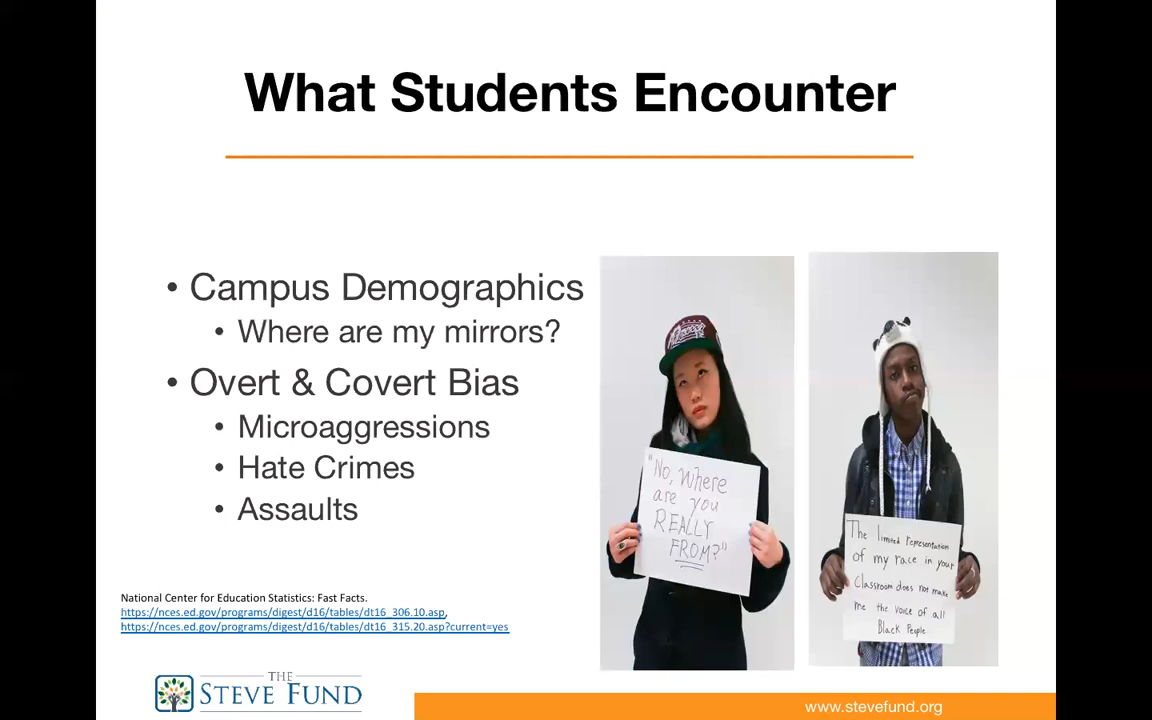 What Students Encounter
• Campus Demographics
• Where are my mirrors?
• Overt & Covert Bias
• Microaggressions
• Hate Crimes
• Assaults
"No, Where
are you
REALLY
FROM?"
The limited representation
of my race in your
Classroom does not make
me the voice of all
Black People
National Center for Education Statistics: Fast Facts.
https://nces.ed.gov/programs/digest/d16/tables/dt16_306.10.asp,
https://nces.ed.gov/programs/digest/d16/tables/dt16_315.20.asp?current=yes
THE
STEVE FUND
www.stevefund.org